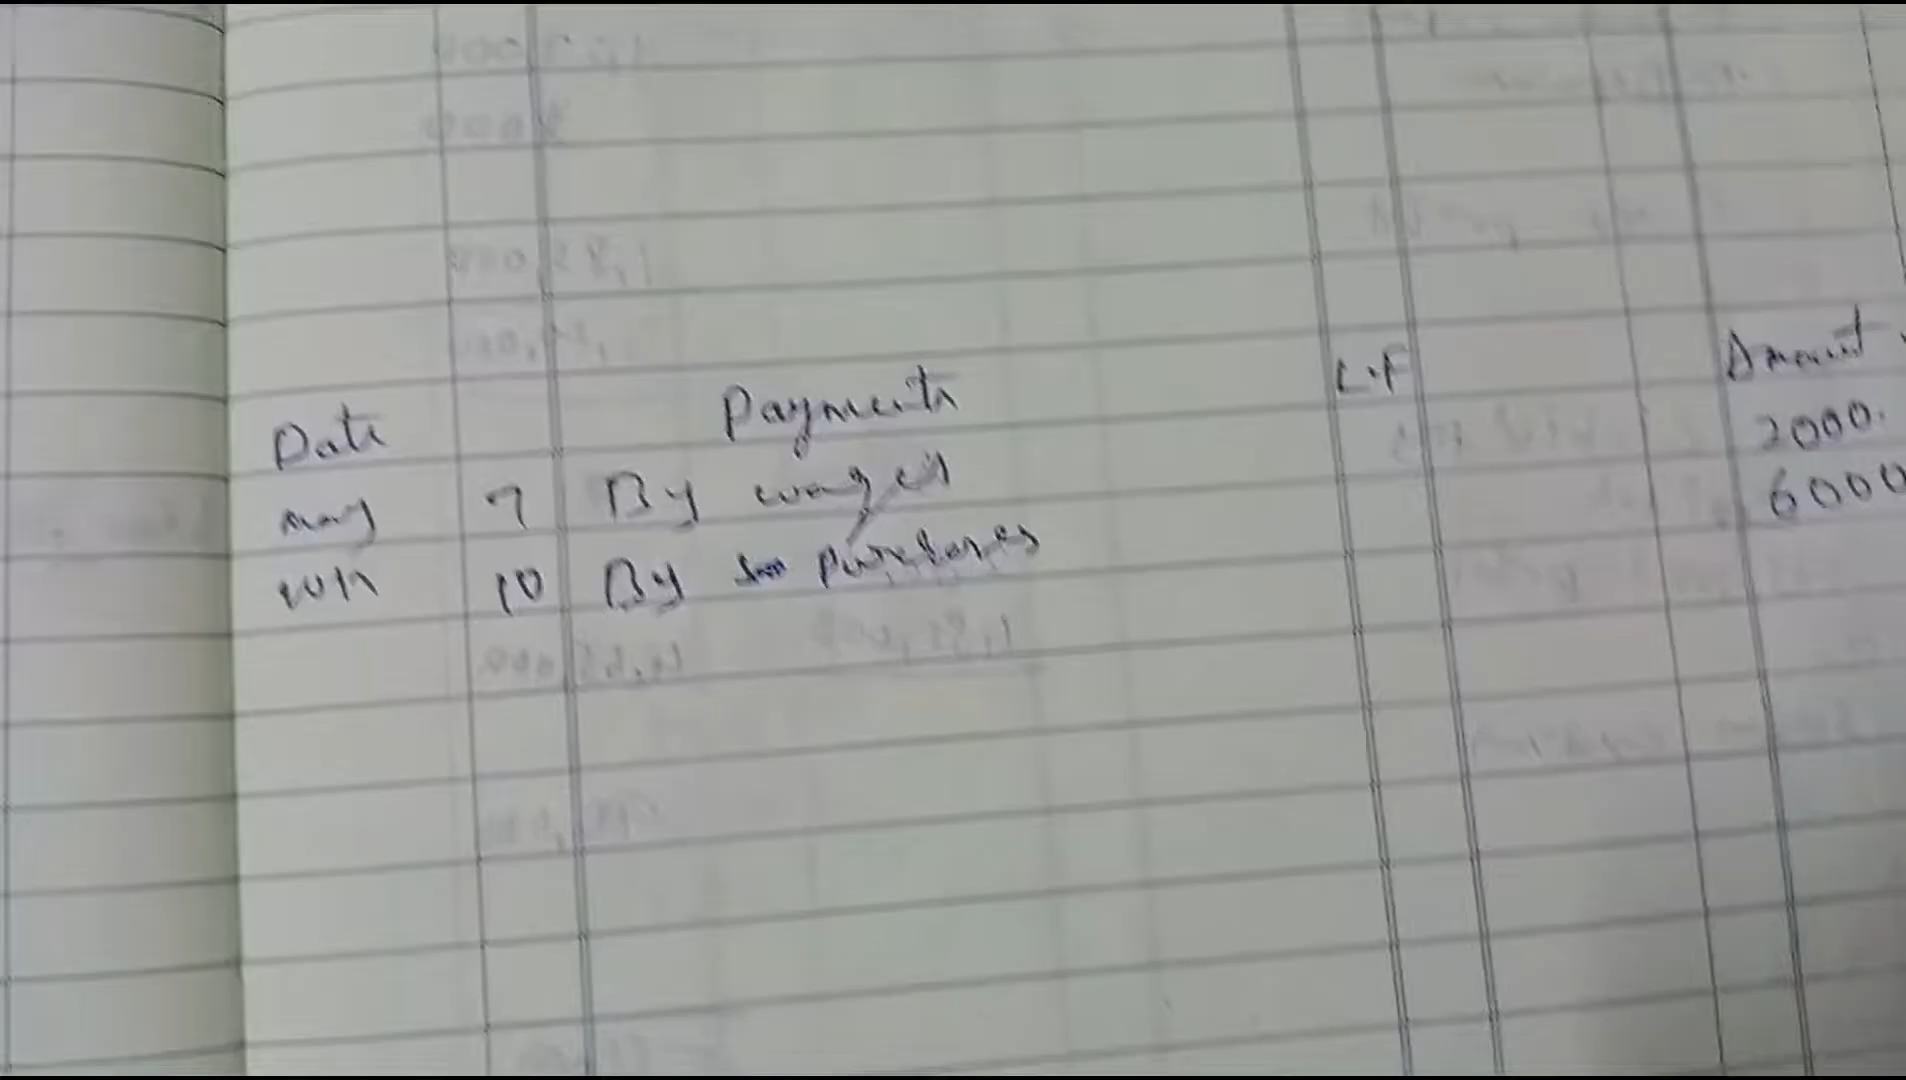 Date Payments L.F Amount
May 7 By wages 2000.
10 By purchases 6000